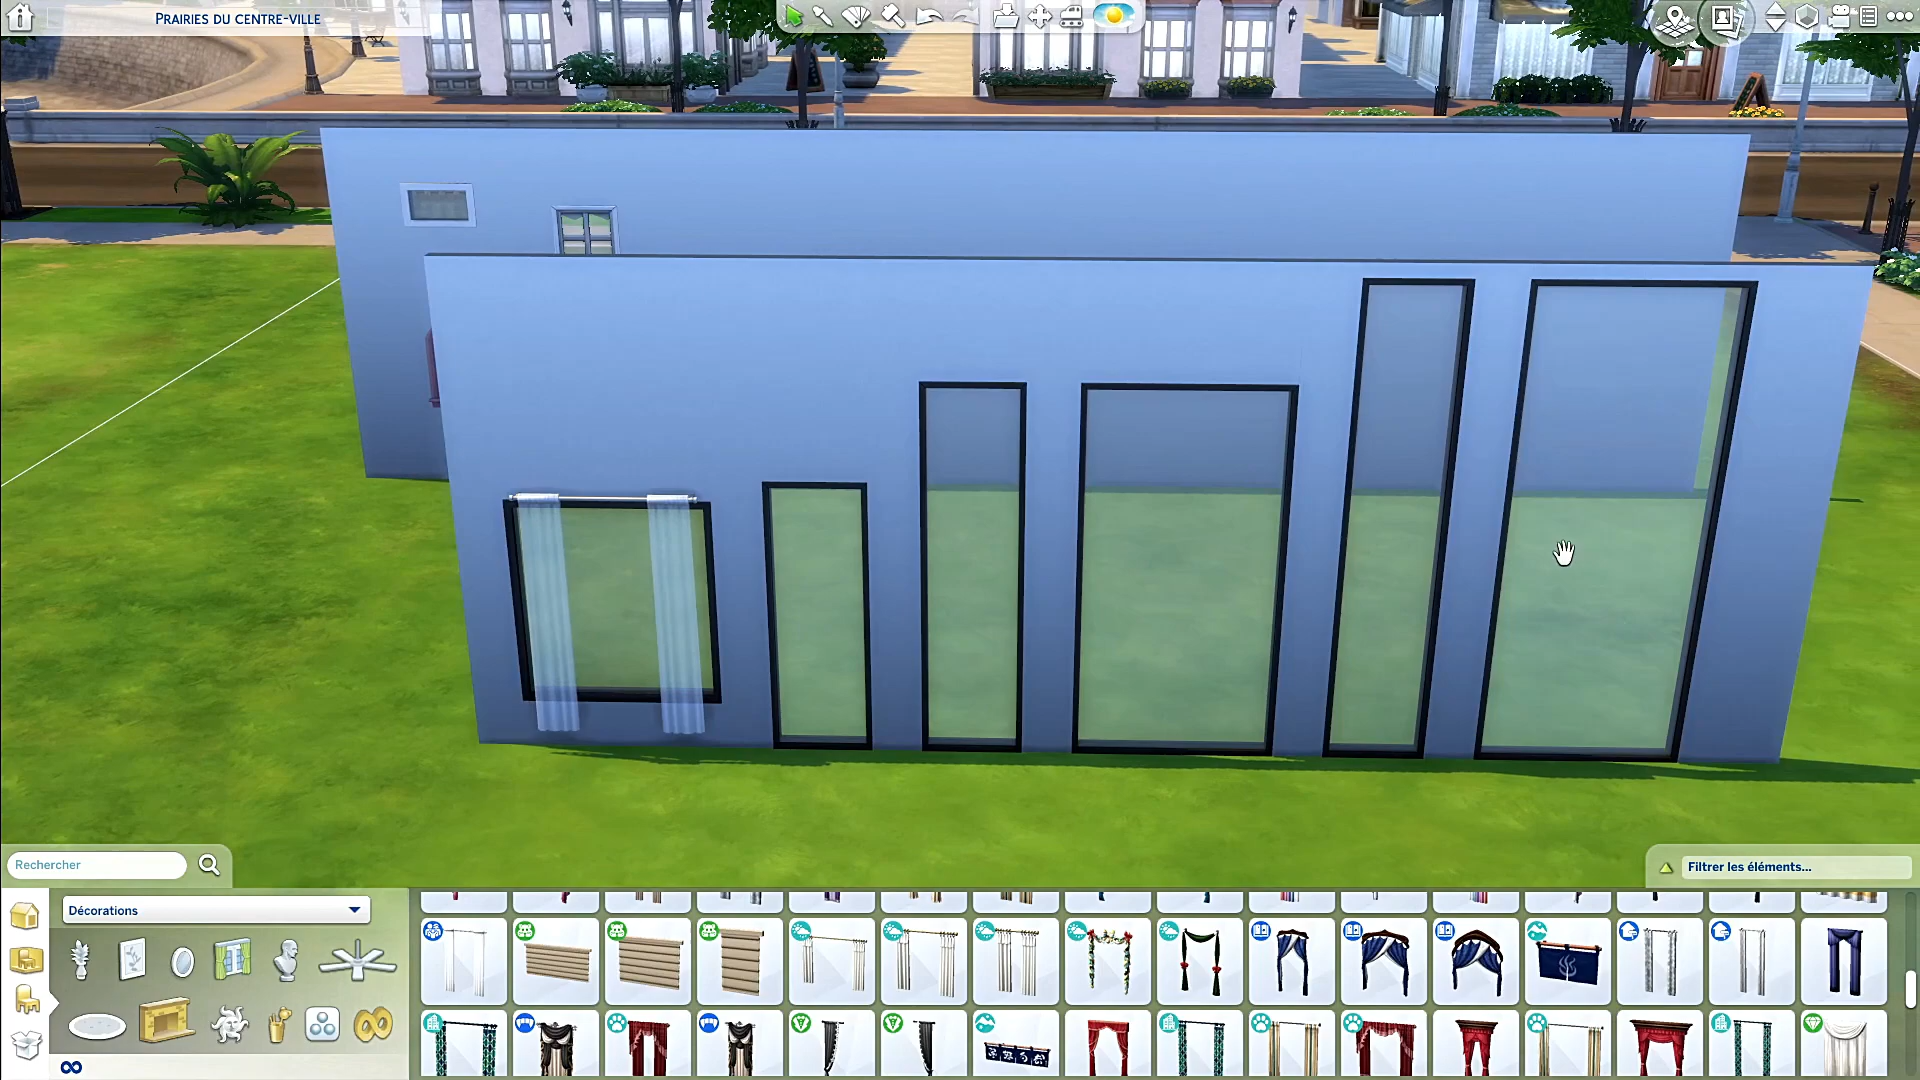 Prairies du centre-ville
Rechercher
Filtrer les éléments...
Décorations